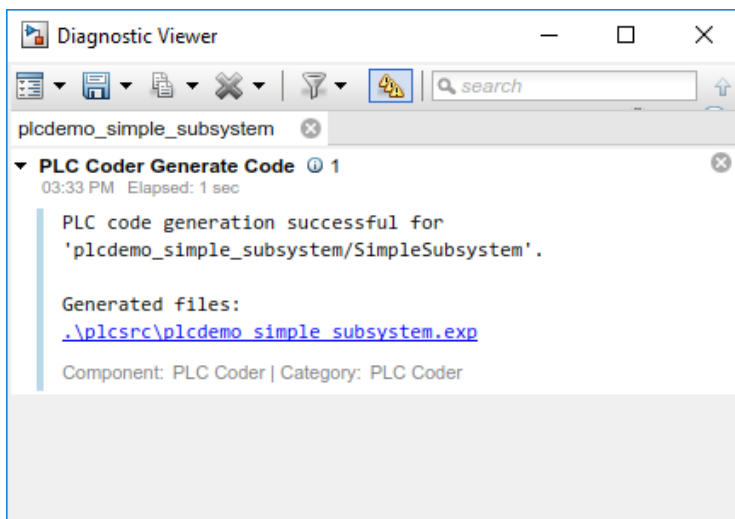 Diagnostic Viewer
search
plcdemo_simple_subsystem
PLC Coder Generate Code 1
03:33 PM Elapsed: 1 sec
PLC code generation successful for
'plcdemo_simple_subsystem/SimpleSubsystem'.
Generated files:
.\plcsrc\plcdemo_simple_subsystem.exp
Component: PLC Coder | Category: PLC Coder